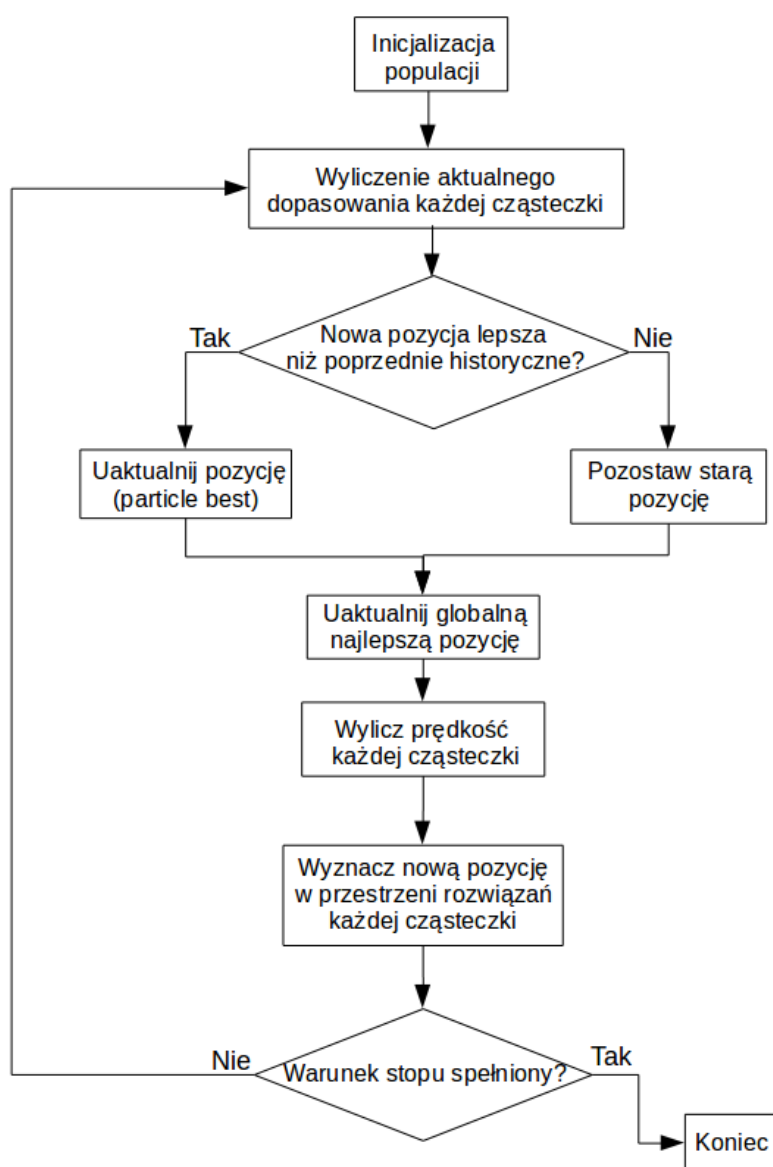 Inicjalizacja
populacji
Wyliczenie aktualnego
dopasowania każdej cząsteczki
Nowa pozycja lepsza
niż poprzednie historyczne?
Tak
Nie
Uaktualnij pozycję
(particle best)
Pozostaw starą
pozycję
Uaktualnij globalną
najlepszą pozycję
Wylicz prędkość
każdej cząsteczki
Wyznacz nową pozycję
w przestrzeni rozwiązań
każdej cząsteczki
Warunek stopu spełniony?
Nie
Tak
Koniec